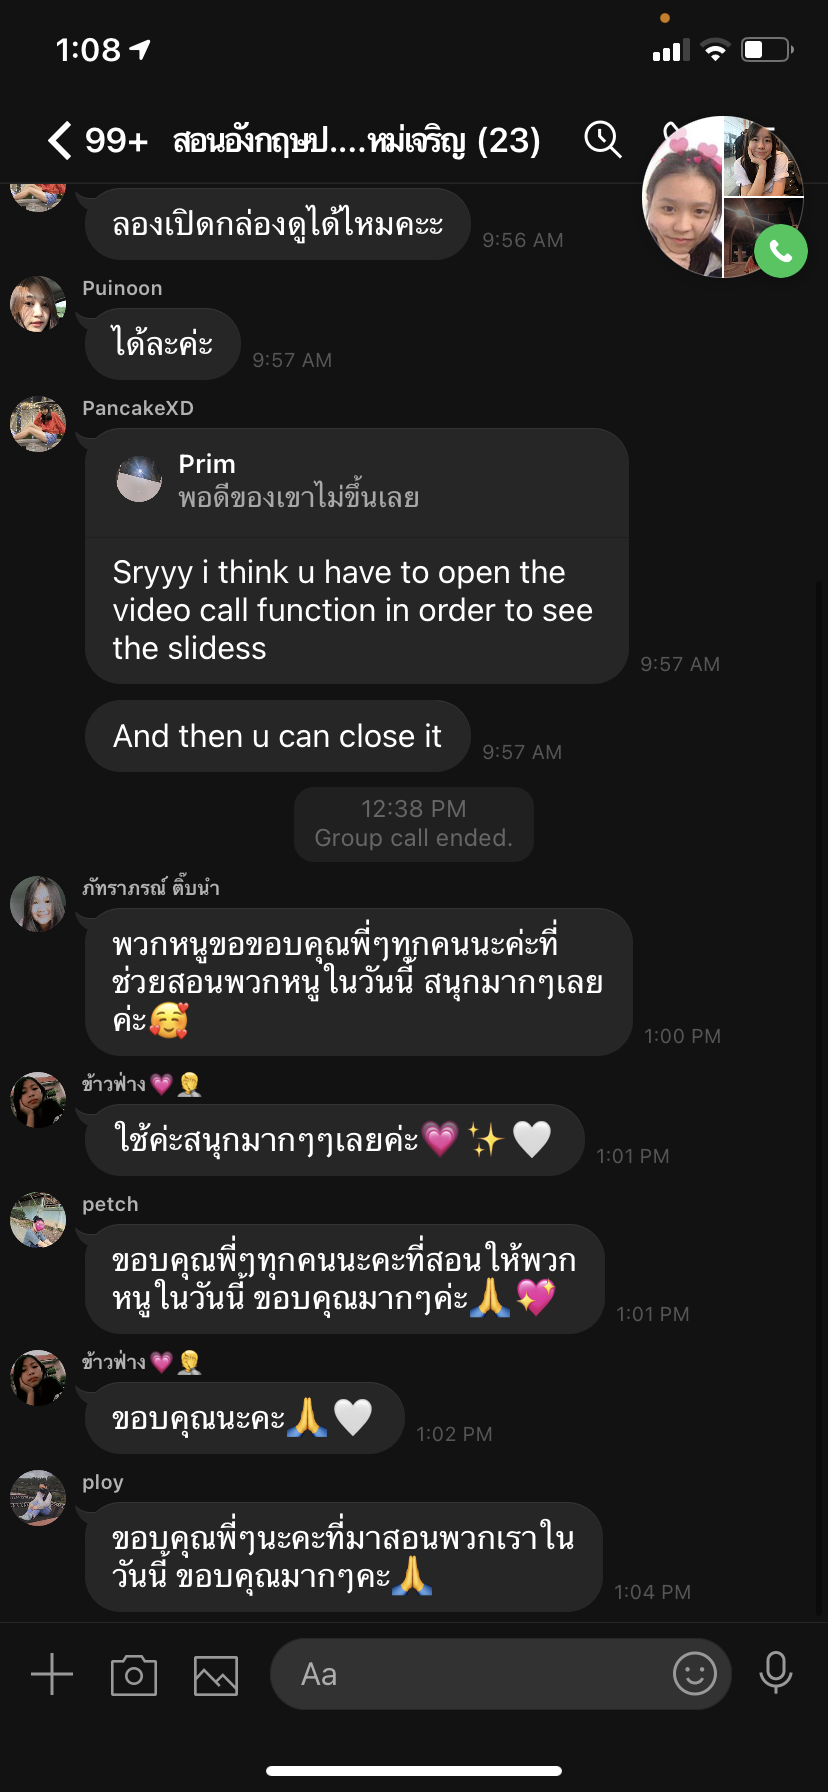 1:08
99+ สอนอังกฤษป....หม่เจริญ (23)
ลองเปิดกล่องดูได้ไหมคะะ
9:56 AM
Puinoon
ได้ละค่ะ
9:57 AM
PancakeXD
Prim
พอดีของเขาไม่ขึ้นเลย
Sryyy i think u have to open the
video call function in order to see
the slidess
9:57 AM
And then u can close it
9:57 AM
12:38 PM
Group call ended.
ภัทราภรณ์ ติ๊บนำ
พวกหนูขอขอบคุณพี่ๆทุกคนนะค่ะที่
ช่วยสอนพวกหนูในวันนี้ สนุกมากๆเลย
ค่ะ🥰
1:00 PM
ข้าวฟ่าง💗🤦
ใช้ค่ะสนุกมากๆๆเลยค่ะ💗✨🤍
1:01 PM
petch
ขอบคุณพี่ๆทุกคนนะคะที่สอนให้พวก
หนูในวันนี้ ขอบคุณมากๆค่ะ🙏💖
1:01 PM
ข้าวฟ่าง💗🤦
ขอบคุณนะคะ🙏🤍
1:02 PM
ploy
ขอบคุณพี่ๆนะคะที่มาสอนพวกเราใน
วันนี้ ขอบคุณมากๆคะ🙏
1:04 PM
Aa